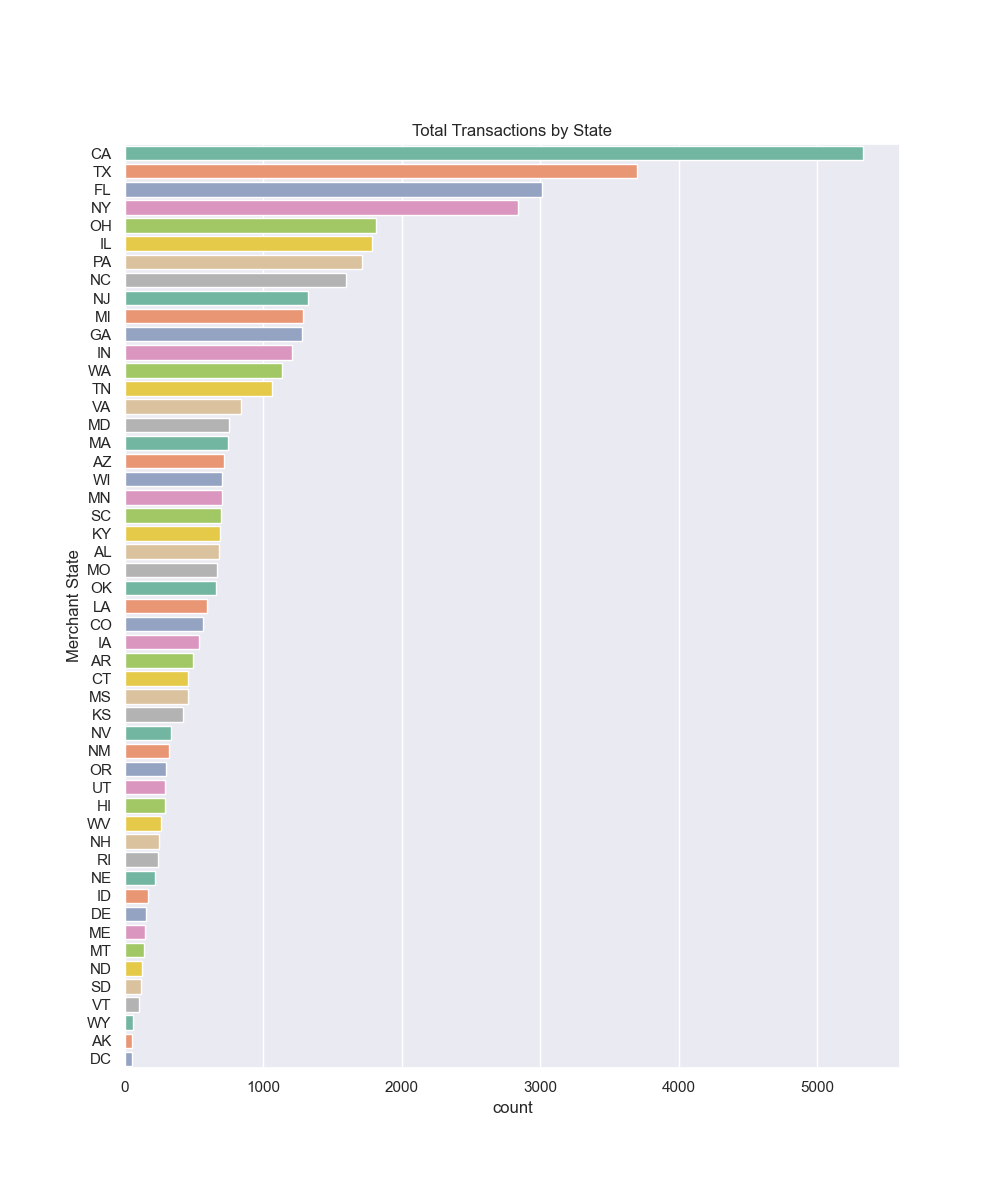 Total Transactions by State
CA
TX
FL
NY
OH
IL
PA
NC
NJ
MI
GA
IN
WA
TN
VA
MD
MA
AZ
WI
MN
SC
KY
AL
MO
OK
LA
CO
IA
AR
CT
MS
KS
NV
NM
OR
UT
HI
WV
NH
RI
NE
ID
DE
ME
MT
ND
SD
VT
WY
AK
DC
Merchant State
0 1000 2000 3000 4000 5000
count